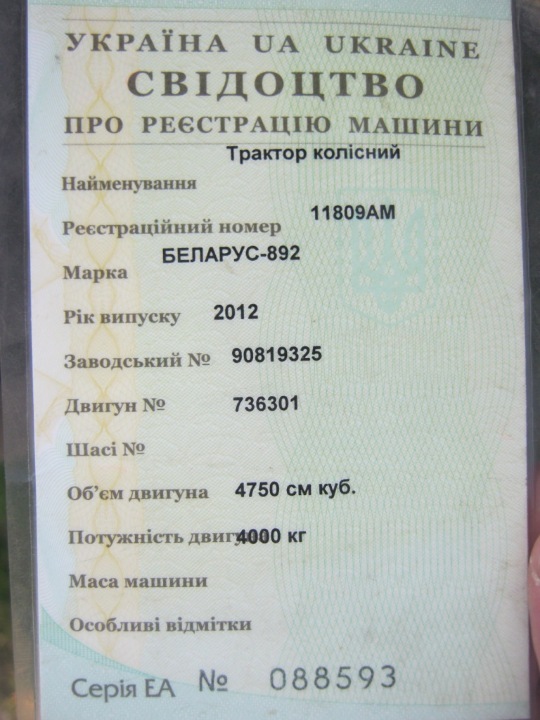 УКРАЇНА UA UKRAINE
СВІДОЦТВО
ПРО РЕЄСТРАЦІЮ МАШИНИ
Трактор колісний
Найменування
11809АМ
Реєстраційний номер
БЕЛАРУС-892
Марка
Рік випуску 2012
Заводський № 90819325
Двигун № 736301
Шасі №
Об'єм двигуна 4750 см куб.
Потужність двигуна 4000 кг
Маса машини
Особливі відмітки
Серія ЕА № 088593